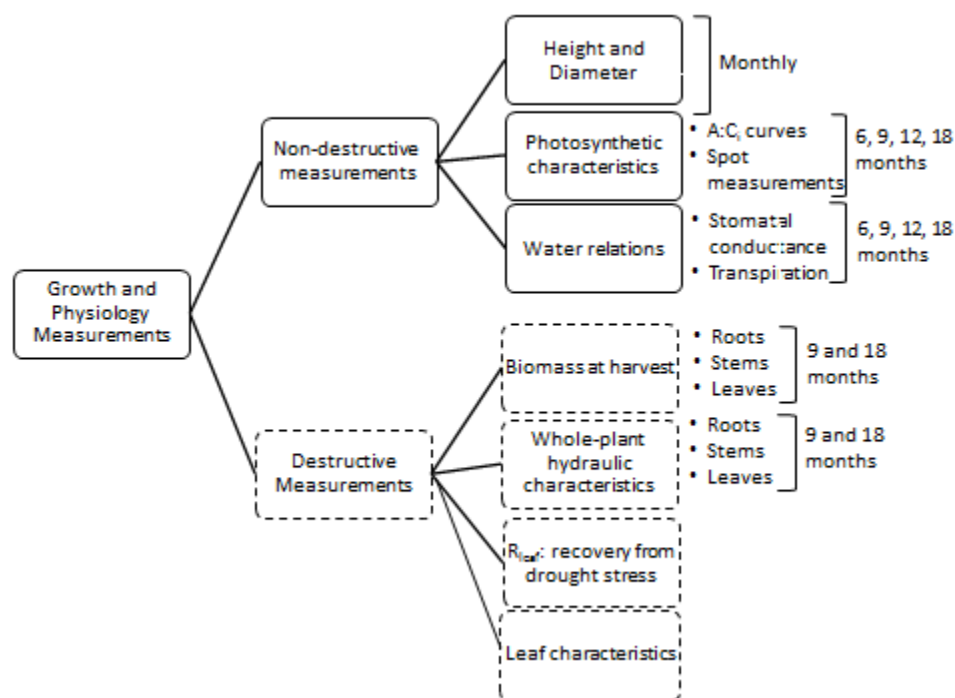 Growth and
Physiology
Measurements
Non-destructive
measurements
Height and
Diameter
Monthly
Photosynthetic
characteristics
• A:Cᵢ curves
• Spot
measurements
6, 9, 12, 18
months
Water relations
• Stomatal
conductance
• Transpiration
6, 9, 12, 18
months
Destructive
Measurements
Biomass at harvest
• Roots
• Stems
• Leaves
9 and 18
months
Whole-plant
hydraulic
characteristics
• Roots
• Stems
• Leaves
9 and 18
months
R_leaf: recovery from
drought stress
Leaf characteristics